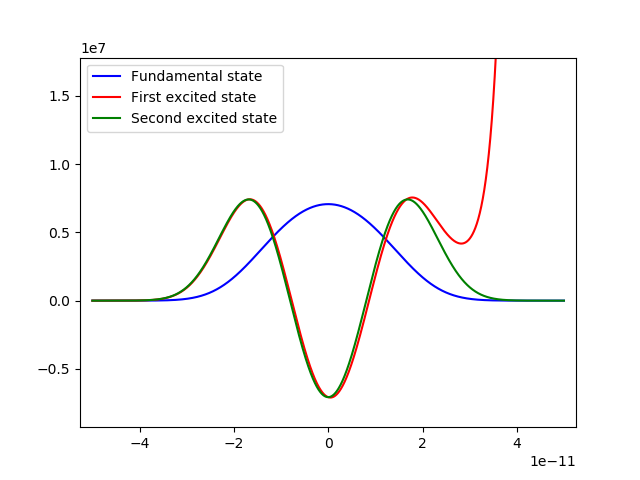 1e7
Fundamental state
First excited state
Second excited state
1.5
1.0
0.5
0.0
−0.5
−4
−2
0
2
4
1e−11